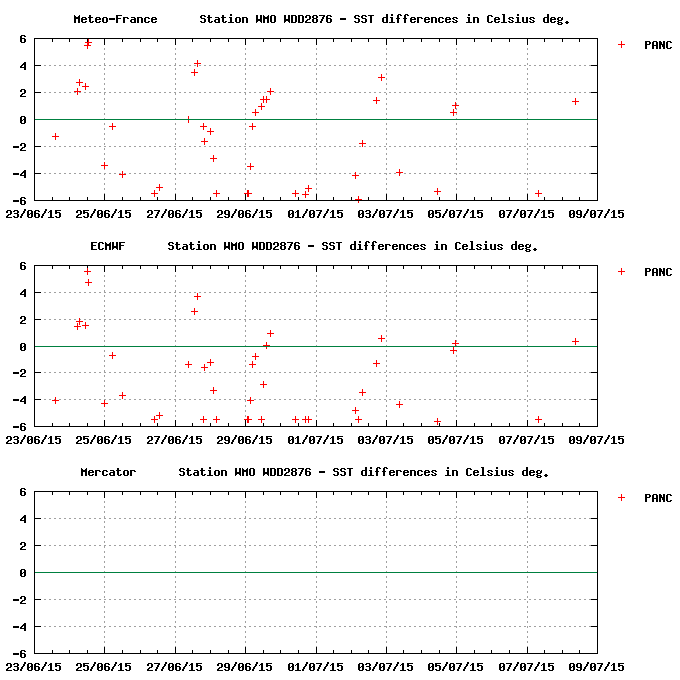 Meteo-France Station WMO WDD2876 - SST differences in Celsius deg.
6
PANC
4
2
0
-2
-4
-6
23/06/15 25/06/15 27/06/15 29/06/15 01/07/15 03/07/15 05/07/15 07/07/15 09/07/15
ECMWF Station WMO WDD2876 - SST differences in Celsius deg.
6
PANC
4
2
0
-2
-4
-6
23/06/15 25/06/15 27/06/15 29/06/15 01/07/15 03/07/15 05/07/15 07/07/15 09/07/15
Mercator Station WMO WDD2876 - SST differences in Celsius deg.
6
PANC
4
2
0
-2
-4
-6
23/06/15 25/06/15 27/06/15 29/06/15 01/07/15 03/07/15 05/07/15 07/07/15 09/07/15